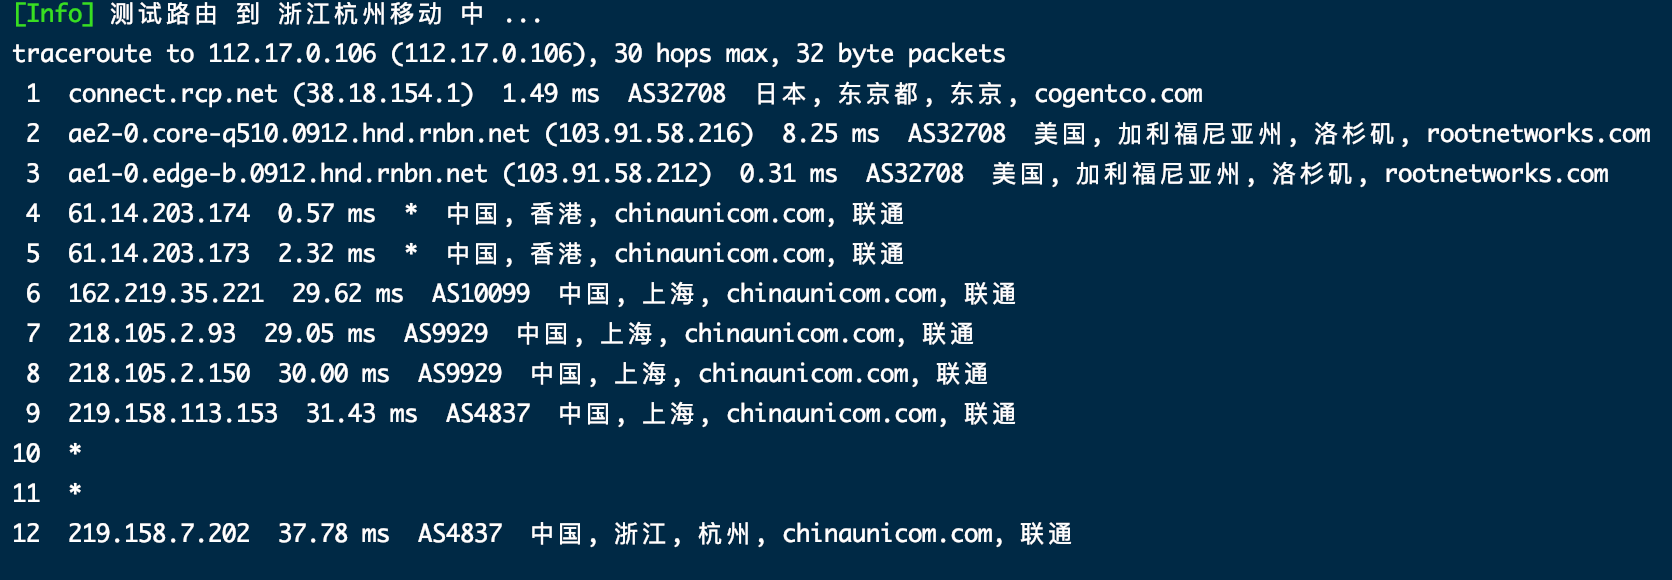 [Info] 测试路由 到 浙江杭州移动 中 ...
traceroute to 112.17.0.106 (112.17.0.106), 30 hops max, 32 byte packets
1 connect.rcp.net (38.18.154.1) 1.49 ms AS32708 日本, 东京都, 东京, cogentco.com
2 ae2-0.core-q510.0912.hnd.rnbn.net (103.91.58.216) 8.25 ms AS32708 美国, 加利福尼亚州, 洛杉矶, rootnetworks.com
3 ae1-0.edge-b.0912.hnd.rnbn.net (103.91.58.212) 0.31 ms AS32708 美国, 加利福尼亚州, 洛杉矶, rootnetworks.com
4 61.14.203.174 0.57 ms * 中国, 香港, chinaunicom.com, 联通
5 61.14.203.173 2.32 ms * 中国, 香港, chinaunicom.com, 联通
6 162.219.35.221 29.62 ms AS10099 中国, 上海, chinaunicom.com, 联通
7 218.105.2.93 29.05 ms AS9929 中国, 上海, chinaunicom.com, 联通
8 218.105.2.150 30.00 ms AS9929 中国, 上海, chinaunicom.com, 联通
9 219.158.113.153 31.43 ms AS4837 中国, 上海, chinaunicom.com, 联通
10 *
11 *
12 219.158.7.202 37.78 ms AS4837 中国, 浙江, 杭州, chinaunicom.com, 联通